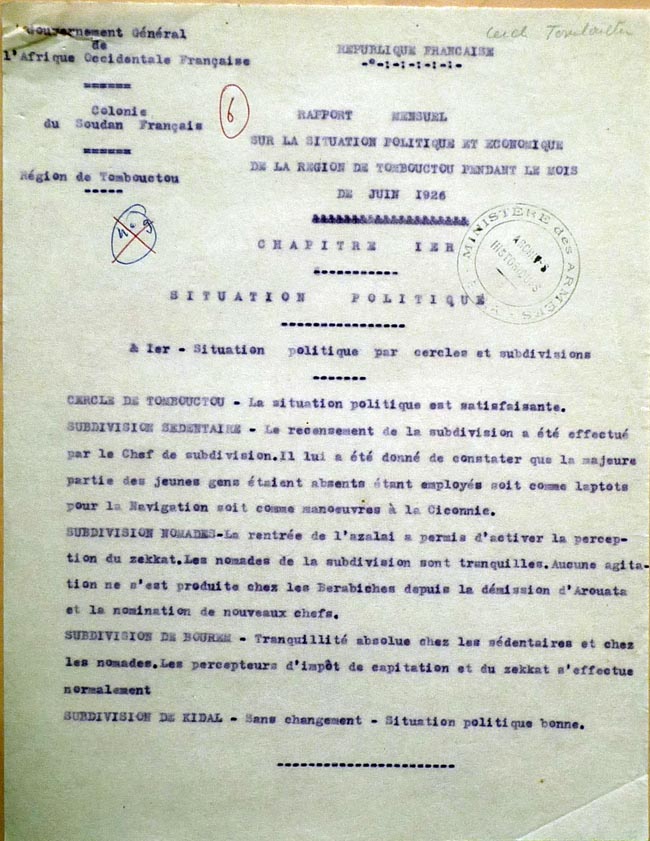 Gouvernement Général
de
l'Afrique Occidentale Française
======
Colonie
du Soudan Français
======
Région de Tombouctou
-----
Cercle Tombouctou
REPUBLIQUE FRANCAISE
-°-:-:-:-:-
6
RAPPORT MENSUEL
SUR LA SITUATION POLITIQUE ET ECONOMIQUE
DE LA REGION DE TOMBOUCTOU PENDANT LE MOIS
DE JUIN 1926
&&&&&&&&&&&&&&&&&&&
MINISTÈRE des ARMÉES
ARCHIVES
HISTORIQUES
CHAPITRE IER
-----------
SITUATION POLITIQUE
----------------
& Ier - Situation politique par cercles et subdivisions
-------
CERCLE DE TOMBOUCTOU - La situation politique est satisfaisante.
SUBDIVISION SEDENTAIRE - Le recensement de la subdivision a été effectué
par le Chef de subdivision.Il lui a été donné de constater que la majeure
partie des jeunes gens étaient absents étant employés soit comme laptots
pour la Navigation soit comme manoeuvres à la Ciconnie.
SUBDIVISION NOMADES-La rentrée de l'azalai a permis d'activer la percep-
tion du zekkat.Les nomades de la subdivision sont tranquilles.Aucune agita-
tion ne s'est produite chez les Berabiches depuis la démission d'Arouata
et la nomination de nouveaux chefs.
SUBDIVISION DE BOUREM - Tranquillité absolue chez les sédentaires et chez
les nomades.Les percepteurs d'impôt de capitation et du zekkat s'effectue
normalement
SUBDIVISION DE KIDAL - Sans changement - Situation politique bonne.
-----------------------